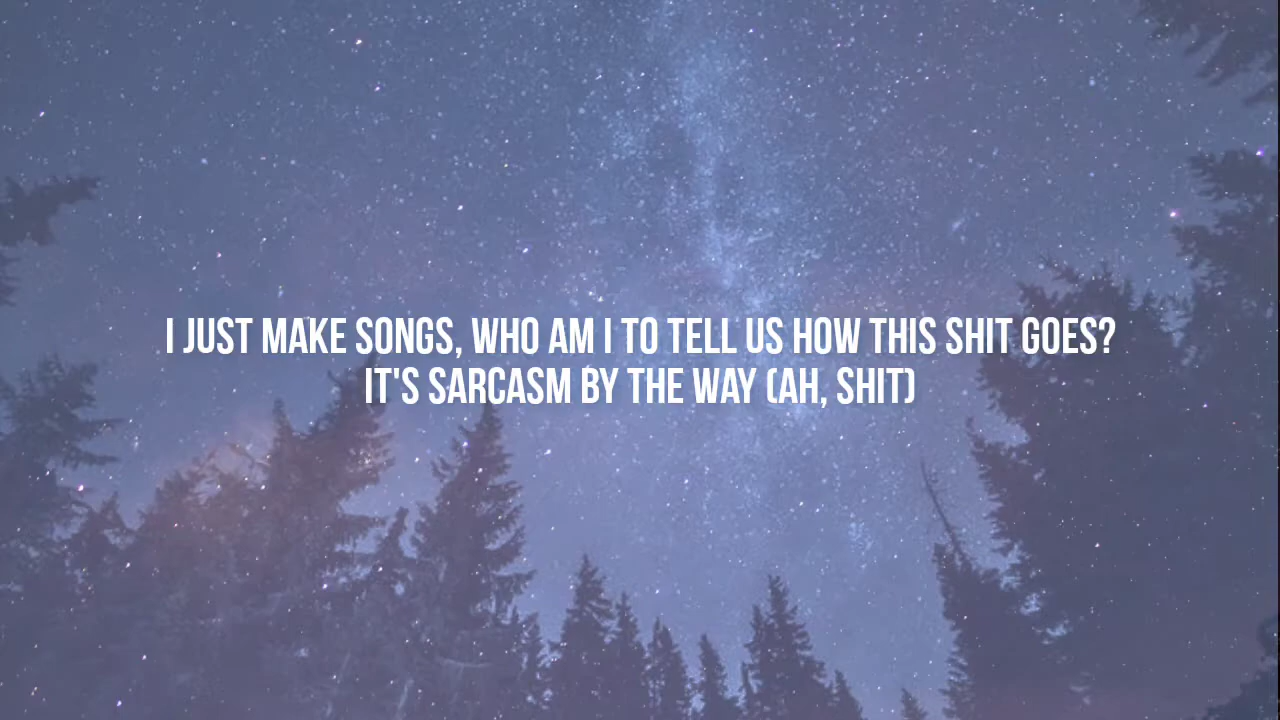 I JUST MAKE SONGS, WHO AM I TO TELL US HOW THIS SHIT GOES?
IT'S SARCASM BY THE WAY (AH, SHIT)